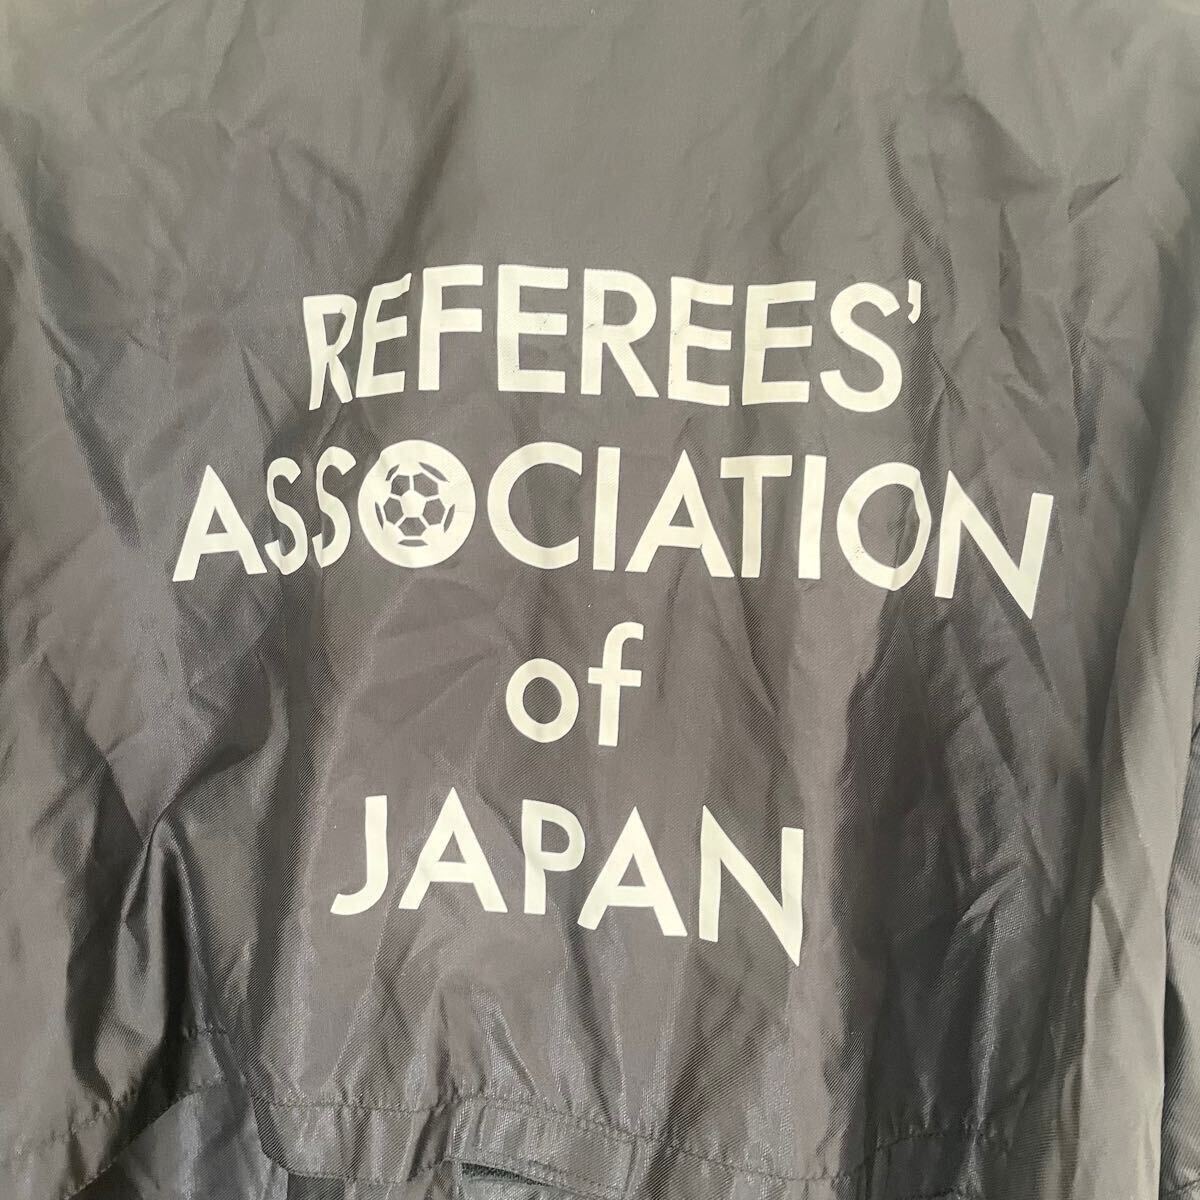 REFEREES'
ASSOCIATION
of
JAPAN